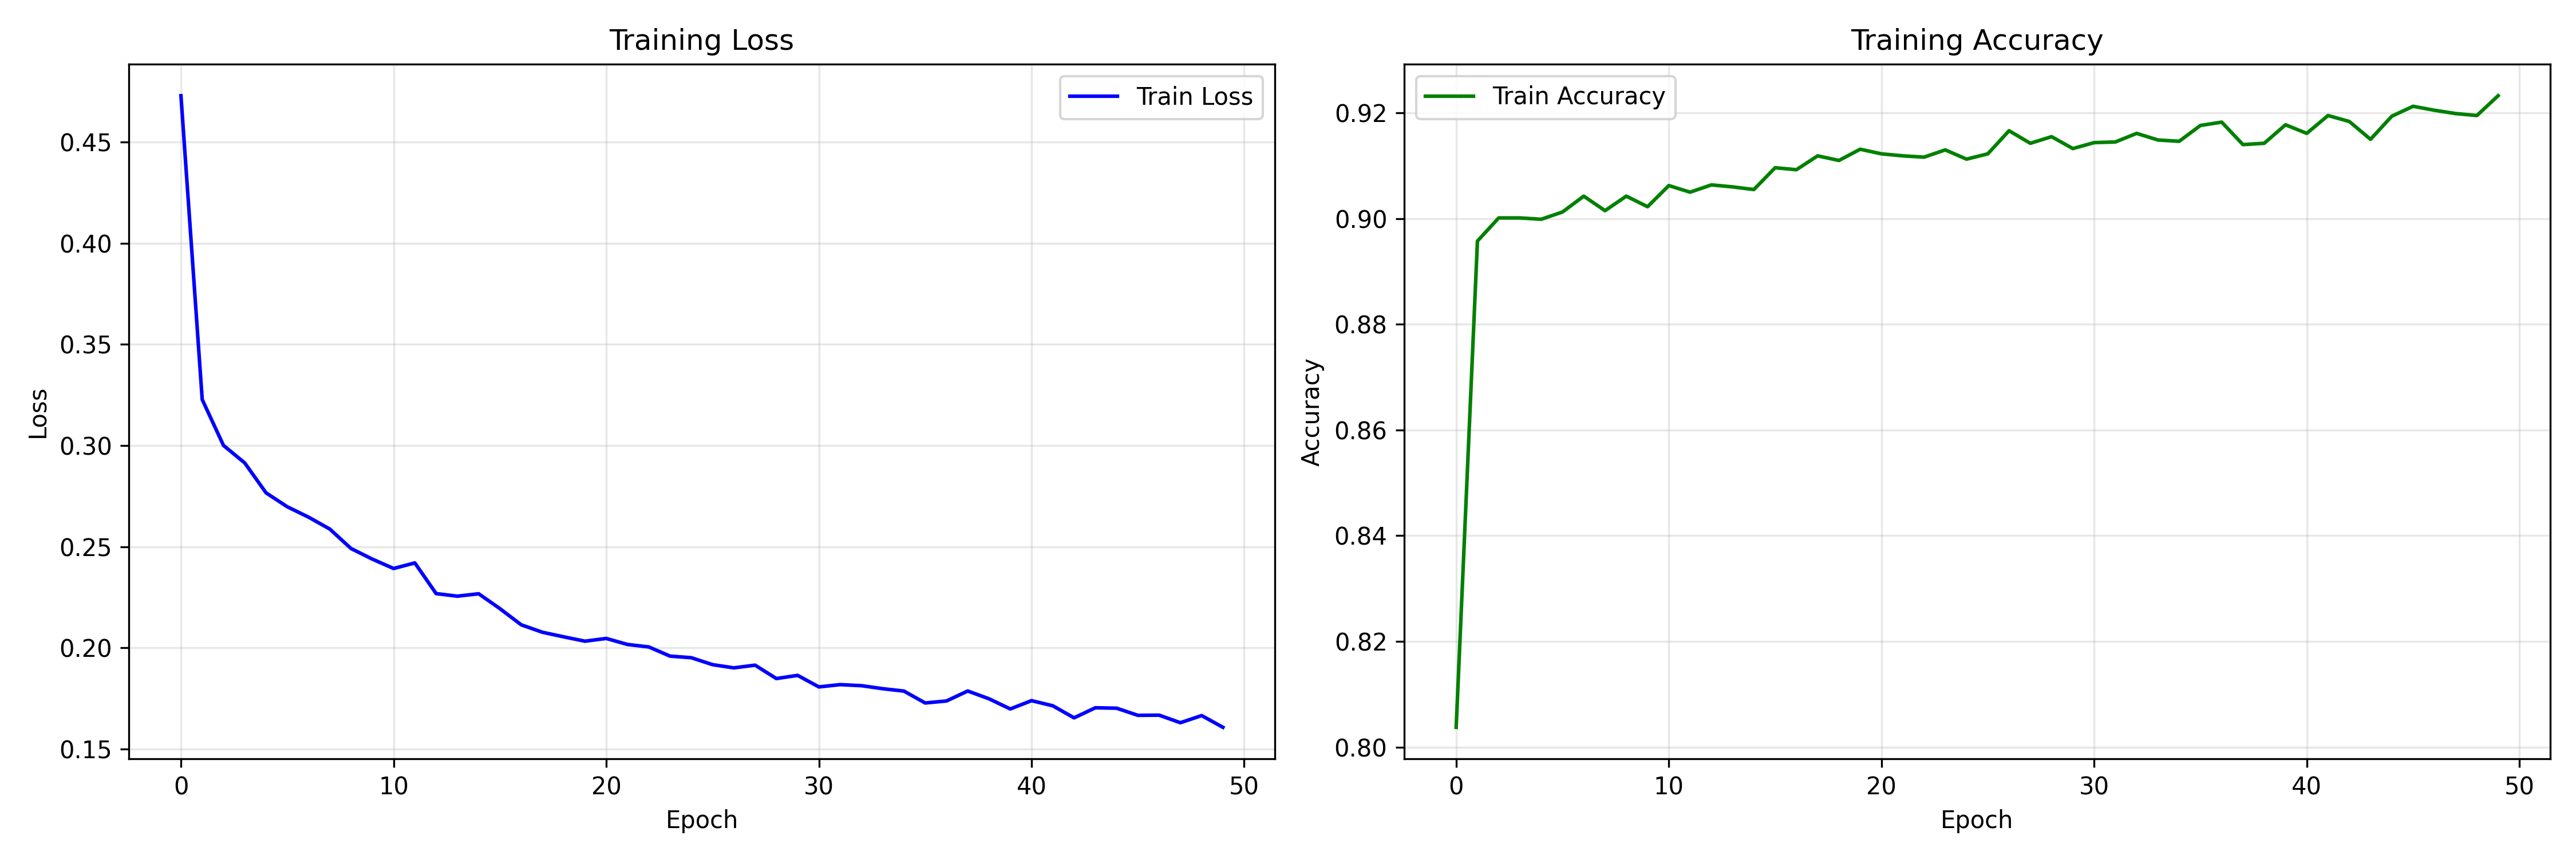 Training Loss
Train Loss
0.45
0.40
0.35
0.30
0.25
0.20
0.15
Loss
0 10 20 30 40 50
Epoch
Training Accuracy
Train Accuracy
0.92
0.90
0.88
0.86
0.84
0.82
0.80
Accuracy
0 10 20 30 40 50
Epoch